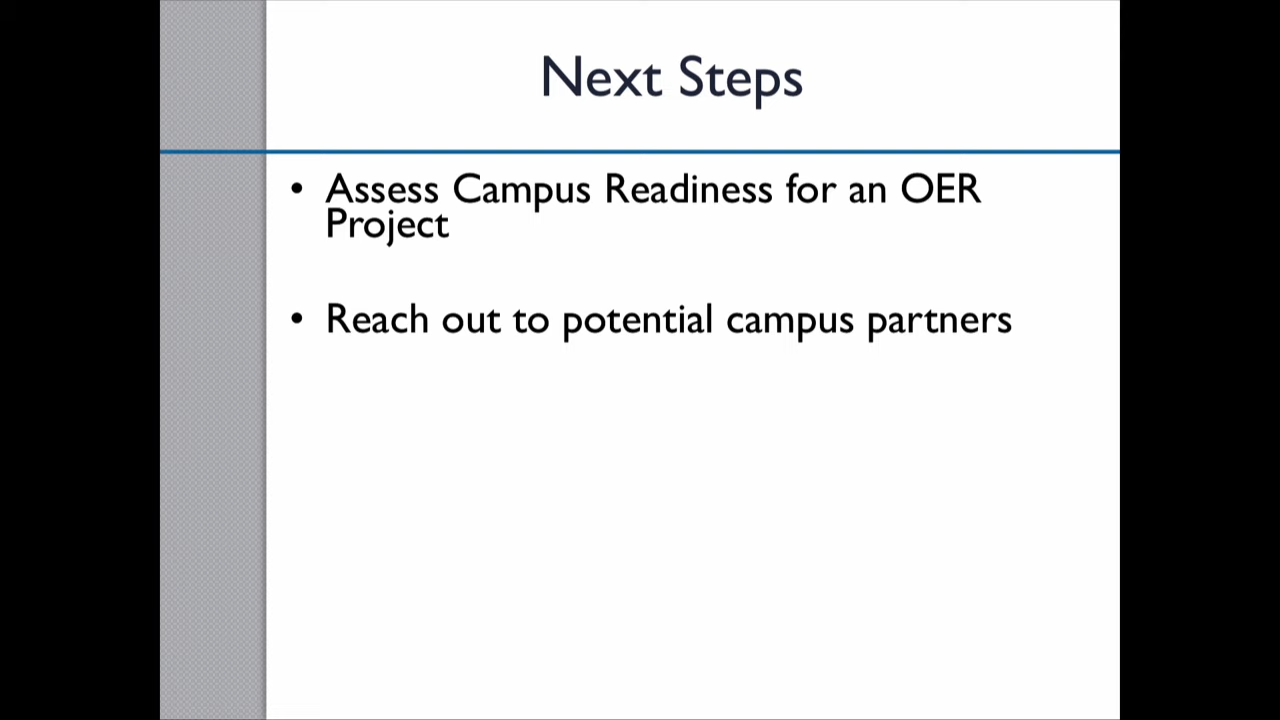 Next Steps
• Assess Campus Readiness for an OER
Project
• Reach out to potential campus partners